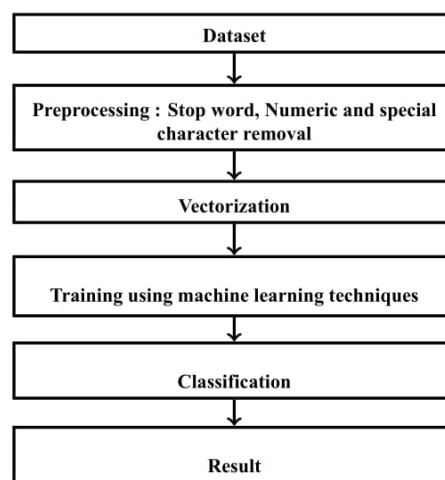 Dataset
Preprocessing : Stop word, Numeric and special
character removal
Vectorization
Training using machine learning techniques
Classification
Result